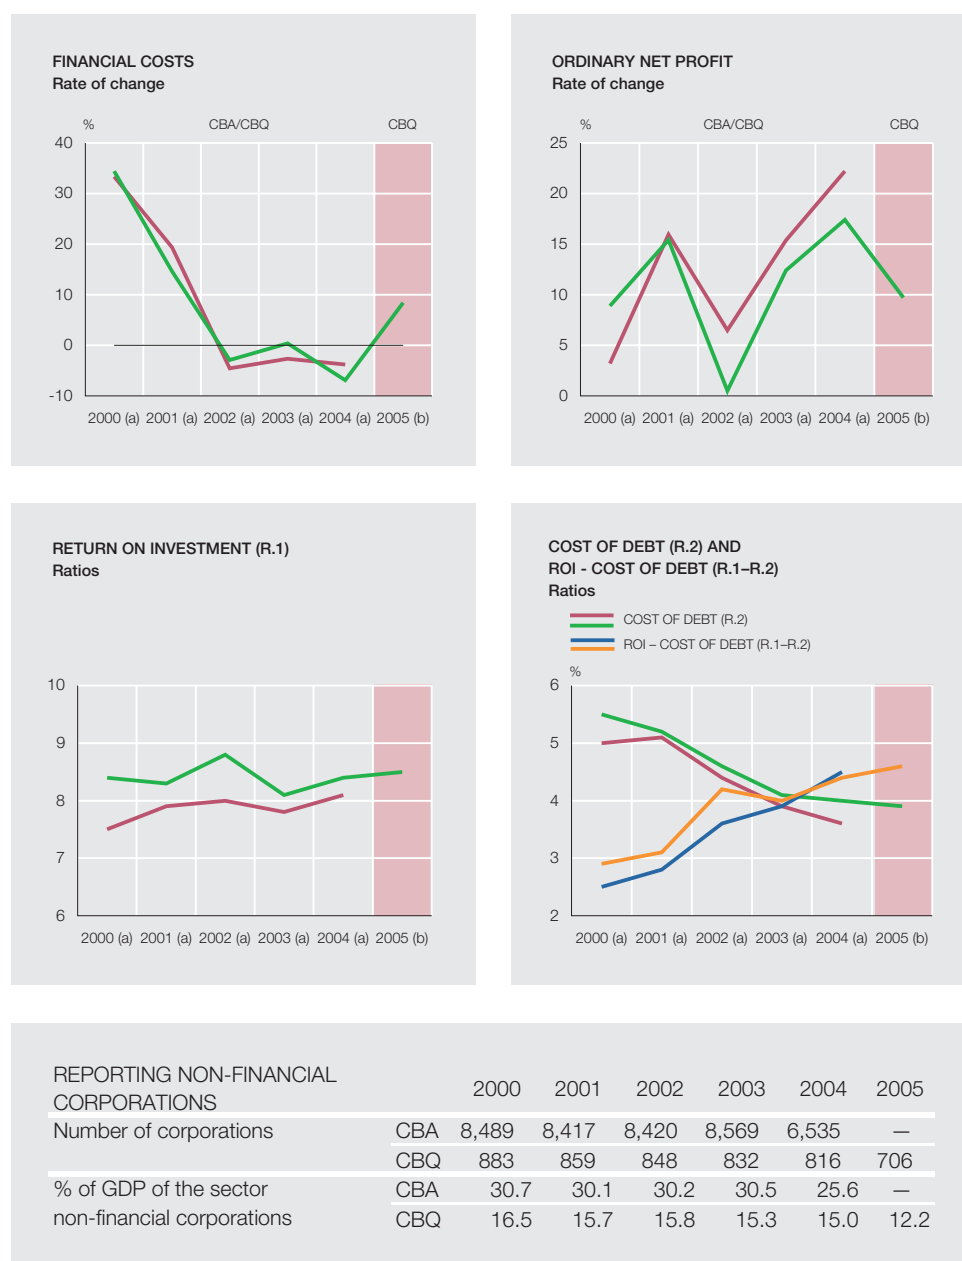 FINANCIAL COSTS
Rate of change
% CBA/CBQ CBQ
40
30
20
10
0
-10
2000 (a) 2001 (a) 2002 (a) 2003 (a) 2004 (a) 2005 (b)
ORDINARY NET PROFIT
Rate of change
% CBA/CBQ CBQ
25
20
15
10
5
0
2000 (a) 2001 (a) 2002 (a) 2003 (a) 2004 (a) 2005 (b)
RETURN ON INVESTMENT (R.1)
Ratios
10
9
8
7
6
2000 (a) 2001 (a) 2002 (a) 2003 (a) 2004 (a) 2005 (b)
COST OF DEBT (R.2) AND
ROI - COST OF DEBT (R.1–R.2)
Ratios
COST OF DEBT (R.2)
ROI – COST OF DEBT (R.1–R.2)
%
6
5
4
3
2
2000 (a) 2001 (a) 2002 (a) 2003 (a) 2004 (a) 2005 (b)
REPORTING NON-FINANCIAL
CORPORATIONS 2000 2001 2002 2003 2004 2005
Number of corporations CBA 8,489 8,417 8,420 8,569 6,535 —
CBQ 883 859 848 832 816 706
% of GDP of the sector CBA 30.7 30.1 30.2 30.5 25.6 —
non-financial corporations CBQ 16.5 15.7 15.8 15.3 15.0 12.2